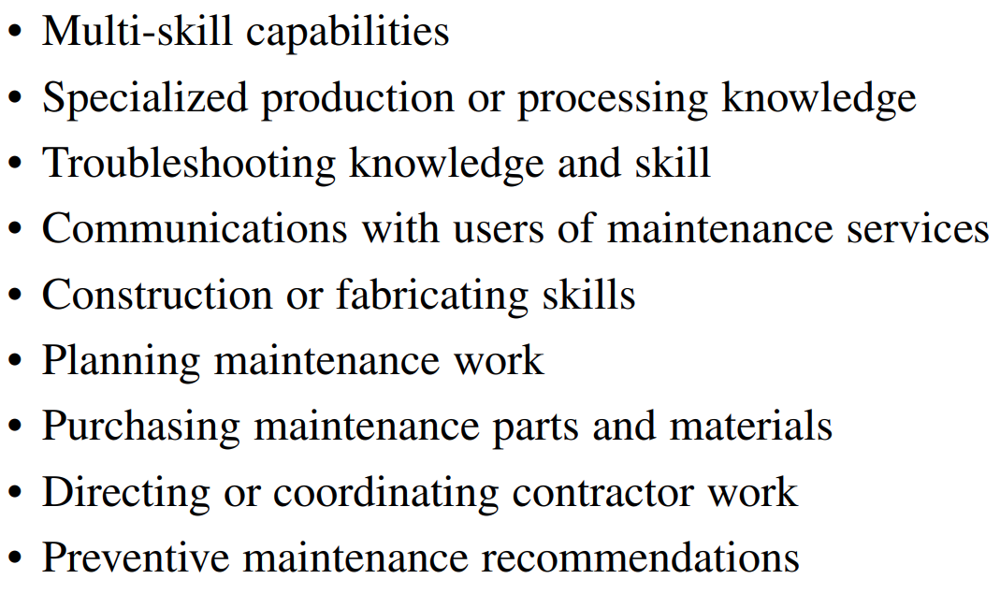 • Multi-skill capabilities
• Specialized production or processing knowledge
• Troubleshooting knowledge and skill
• Communications with users of maintenance services
• Construction or fabricating skills
• Planning maintenance work
• Purchasing maintenance parts and materials
• Directing or coordinating contractor work
• Preventive maintenance recommendations